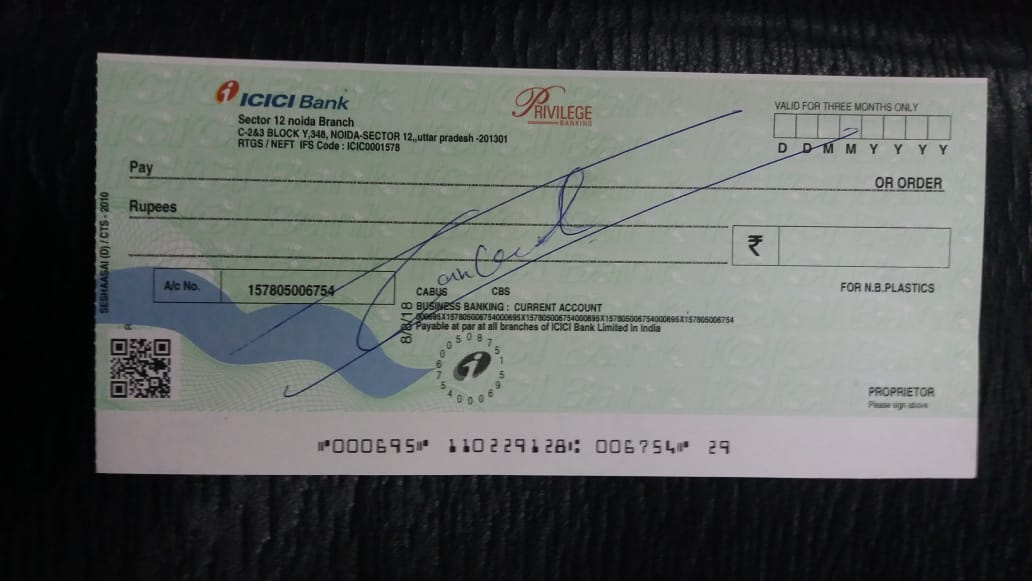 ICICI Bank
PRIVILEGE
BANKING
VALID FOR THREE MONTHS ONLY
Sector 12 noida Branch
C-2&3 BLOCK Y,348, NOIDA-SECTOR 12,,uttar pradesh -201301
RTGS / NEFT IFS Code : ICIC0001578
D D M M Y Y Y Y
Pay
OR ORDER
Rupees
₹
SESHAASAI (D) / CTS - 2010
A/c No. 157805006754
CABUS CBS
FOR N.B.PLASTICS
BUSINESS BANKING : CURRENT ACCOUNT
000695X157805006754000695X157805006754000695X157805006754000695X157805006754
Payable at par at all branches of ICICI Bank Limited in India
8/8/18
PROPRIETOR
Please sign above
⑈000695⑈ 110229128⑆ 006754⑈ 29